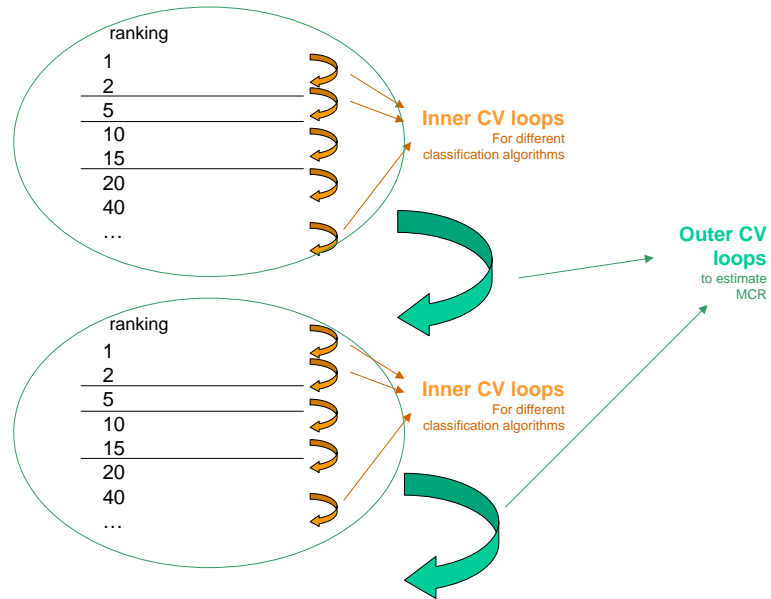 ranking
1
2
5
10
15
20
40
…
Inner CV loops
For different
classification algorithms
Outer CV
loops
to estimate
MCR
ranking
1
2
5
10
15
20
40
…
Inner CV loops
For different
classification algorithms